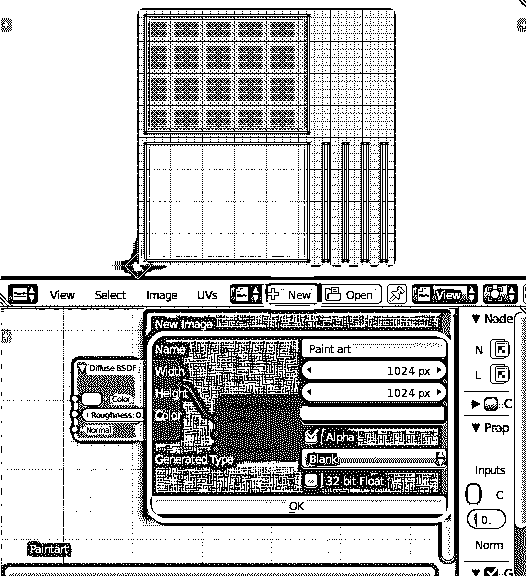 View Select Image UVs New Open View
New Image
Name Paint art
Width 1024 px
Height 1024 px
Color
Alpha
Generated Type Blank
32 bit Float
OK
Diffuse BSDF
Color
Roughness: 0.
Normal
Paintart
Node
N
L
C
Prop
Inputs
C
0.
Norm
G